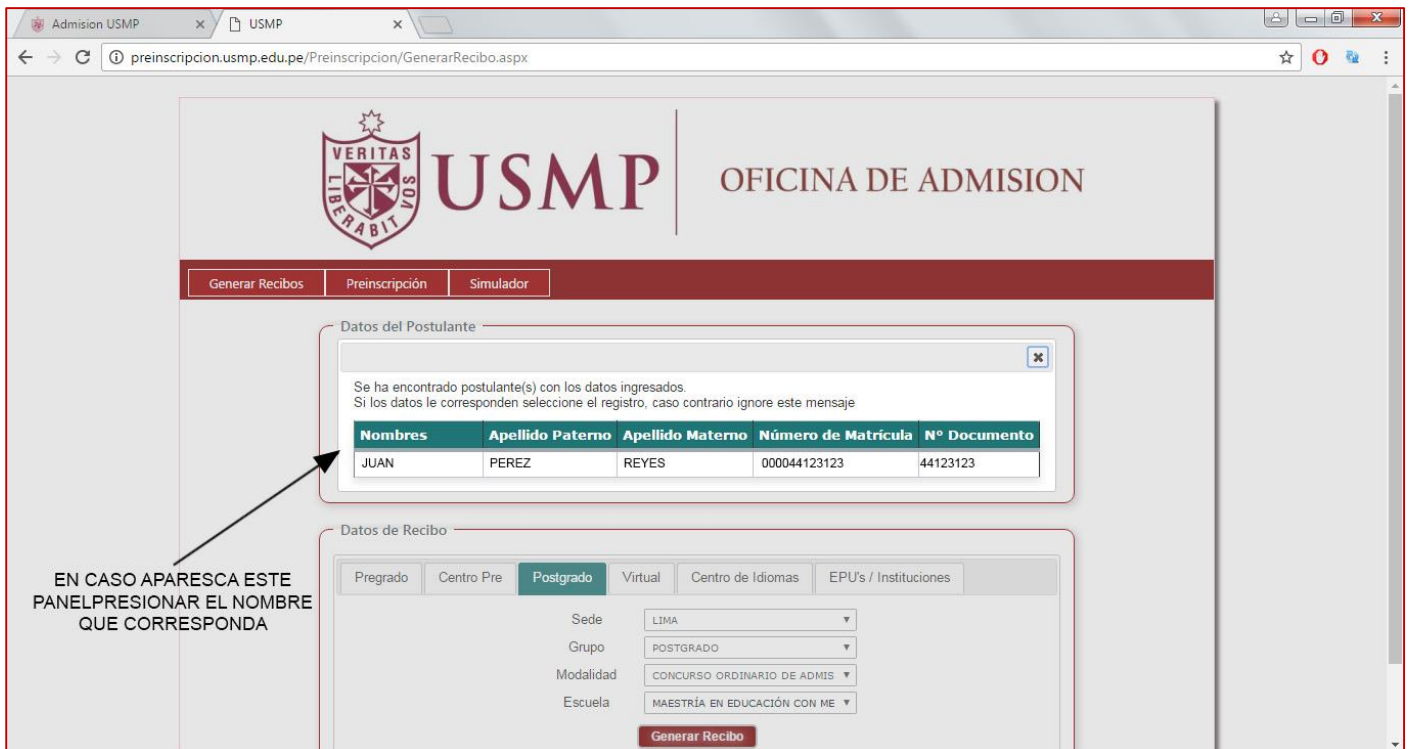 Admision USMP
USMP
preinscripcion.usmp.edu.pe/Preinscripcion/GenerarRecibo.aspx
VERITAS
LIBERABIT VOS
USMP
OFICINA DE ADMISION
Generar Recibos Preinscripción Simulador
Datos del Postulante
Se ha encontrado postulante(s) con los datos ingresados.
Si los datos le corresponden seleccione el registro, caso contrario ignore este mensaje
Nombres Apellido Paterno Apellido Materno Número de Matrícula Nº Documento
JUAN PEREZ REYES 000044123123 44123123
Datos de Recibo
EN CASO APARESCA ESTE
PANELPRESIONAR EL NOMBRE
QUE CORRESPONDA
Pregrado Centro Pre Postgrado Virtual Centro de Idiomas EPU's / Instituciones
Sede LIMA
Grupo POSTGRADO
Modalidad CONCURSO ORDINARIO DE ADMIS
Escuela MAESTRÍA EN EDUCACIÓN CON ME
Generar Recibo